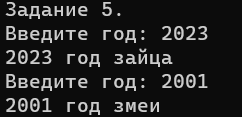 Задание 5.
Введите год: 2023
2023 год зайца
Введите год: 2001
2001 год змеи